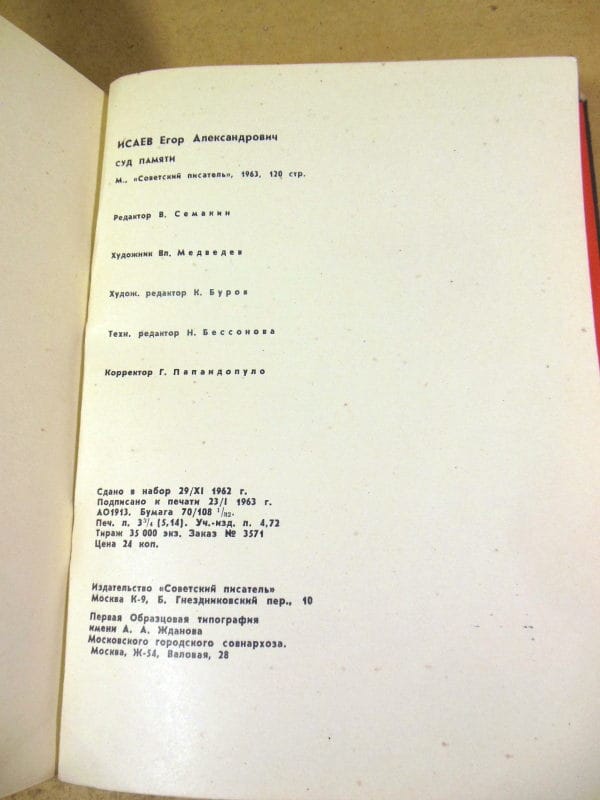 ИСАЕВ Егор Александрович
СУД ПАМЯТИ
М., «Советский писатель», 1963, 120 стр.
Редактор В. Семакин
Художник Вл. Медведев
Худож. редактор К. Буров
Техн. редактор Н. Бессонова
Корректор Г. Папандопуло
Сдано в набор 29/XI 1962 г.
Подписано к печати 23/I 1963 г.
АО1913. Бумага 70/108 1/32.
Печ. л. 3 3/4 (5,14). Уч.-изд. л. 4,72
Тираж 35 000 экз. Заказ № 3571
Цена 24 коп.
Издательство «Советский писатель»
Москва К-9, Б. Гнездниковский пер., 10
Первая Образцовая типография
имени А. А. Жданова
Московского городского совнархоза.
Москва, Ж-54, Валовая, 28